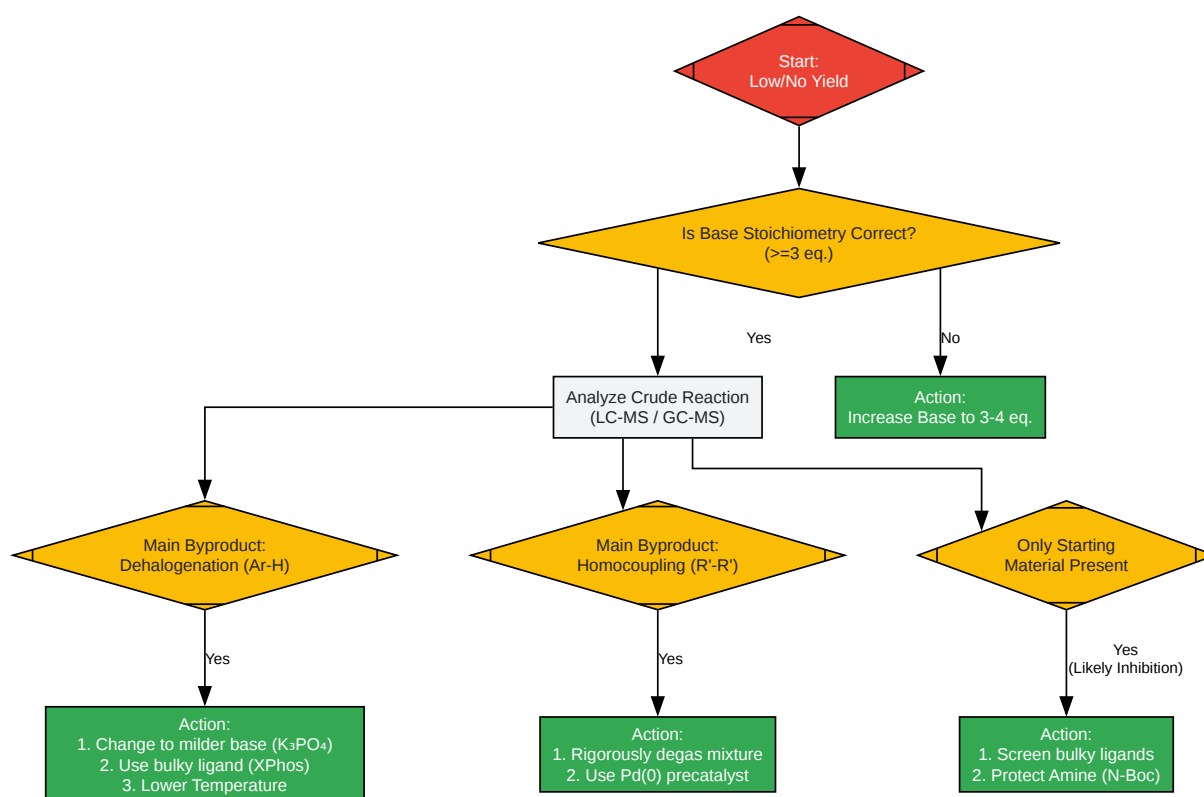 Start:
Low/No Yield
Is Base Stoichiometry Correct?
(>=3 eq.)
Yes
No
Analyze Crude Reaction
(LC-MS / GC-MS)
Action:
Increase Base to 3-4 eq.
Main Byproduct:
Dehalogenation (Ar-H)
Main Byproduct:
Homocoupling (R'-R')
Only Starting
Material Present
Yes
Yes
Yes
(Likely Inhibition)
Action:
1. Change to milder base (K₃PO₄)
2. Use bulky ligand (XPhos)
3. Lower Temperature
Action:
1. Rigorously degas mixture
2. Use Pd(0) precatalyst
Action:
1. Screen bulky ligands
2. Protect Amine (N-Boc)